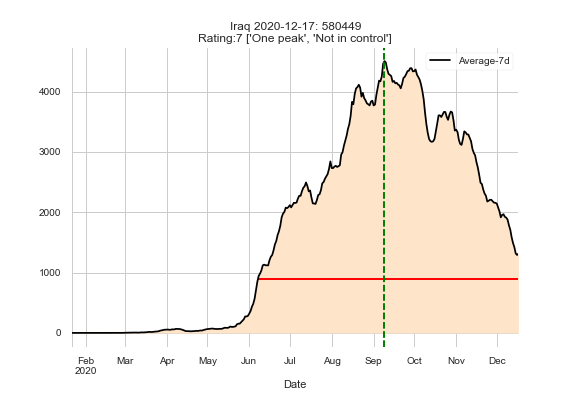 Iraq 2020-12-17: 580449
Rating:7 ['One peak', 'Not in control']
Average-7d
4000
3000
2000
1000
0
Feb Mar Apr May Jun Jul Aug Sep Oct Nov Dec
2020
Date